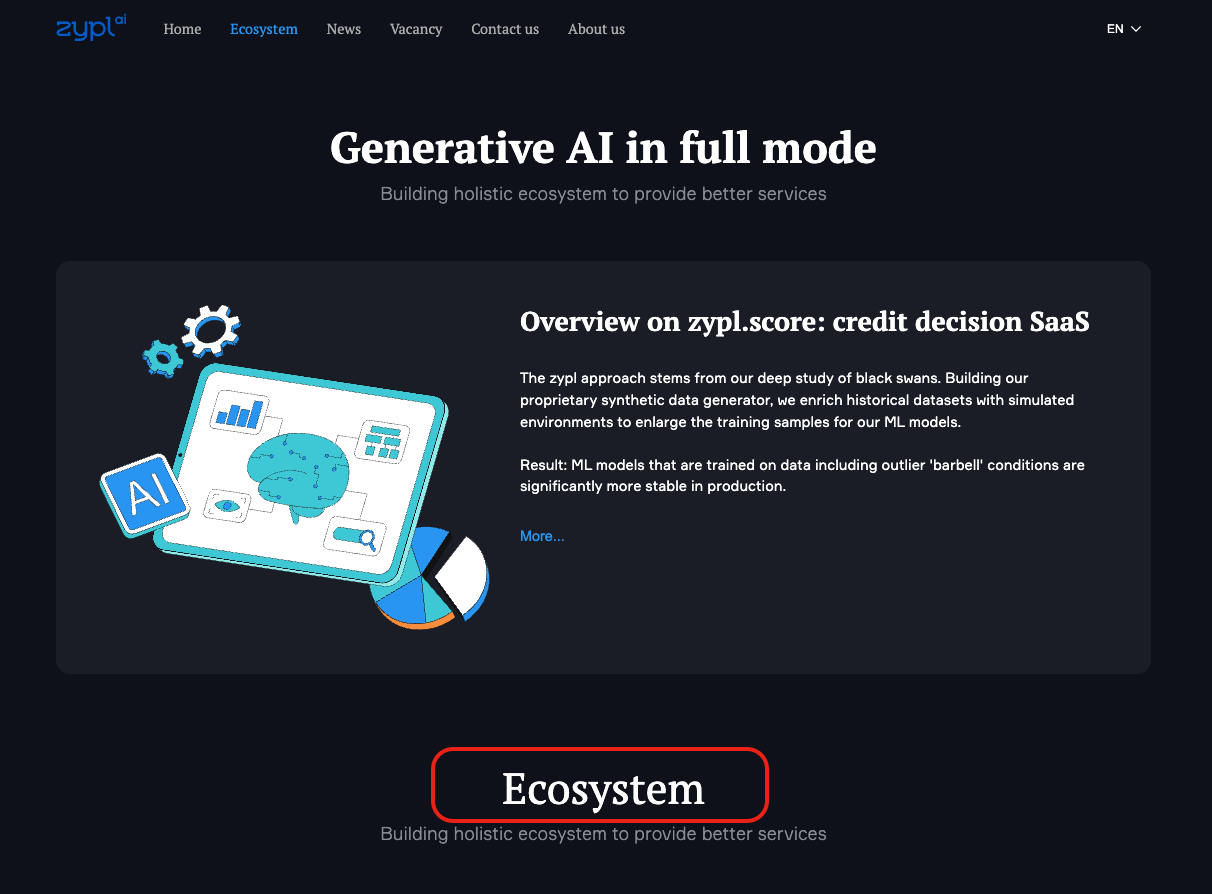 zypl ai
Home Ecosystem News Vacancy Contact us About us EN
Generative AI in full mode
Building holistic ecosystem to provide better services
AI
Overview on zypl.score: credit decision SaaS
The zypl approach stems from our deep study of black swans. Building our
proprietary synthetic data generator, we enrich historical datasets with simulated
environments to enlarge the training samples for our ML models.
Result: ML models that are trained on data including outlier 'barbell' conditions are
significantly more stable in production.
More...
Ecosystem
Building holistic ecosystem to provide better services